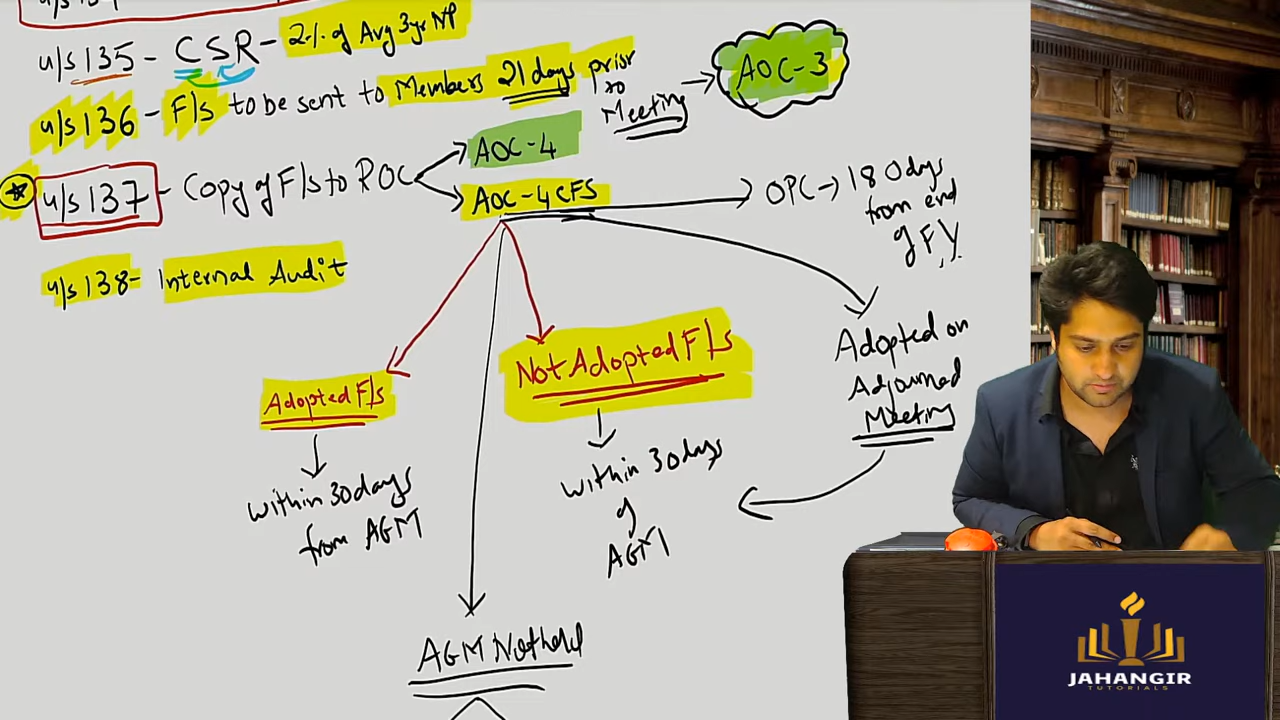 u/s 135 - CSR - 2% of Avg 3yr NP
u/s 136 - F/s to be sent to Members 21 days prior to Meeting → AOC-3
u/s 137 - Copy of F/s to ROC
AOC-4
AOC-4 CFS
OPC → 180 days
from end
of F.Y.
u/s 138 - Internal Audit
Adopted F/s
within 30 days
from AGM
Not Adopted F/s
within 30 days
of
AGM
Adopted on
Adjourned
Meeting
AGM Not held
JAHANGIR
TUTORIALS